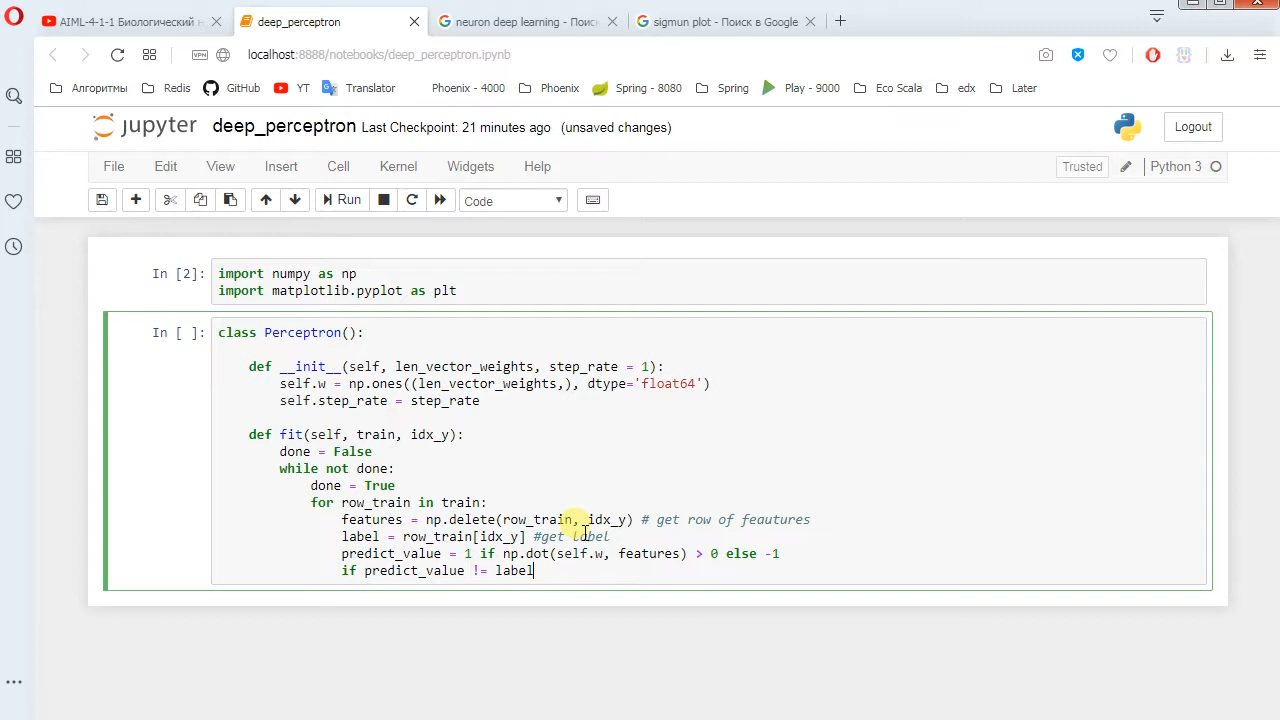 AIML-4-1-1 Биологический н
deep_perceptron
neuron deep learning - Поис
sigmun plot - Поиск в Google
VPN
localhost:8888/notebooks/deep_perceptron.ipynb
Алгоритмы
Redis
GitHub
YT
Translator
Phoenix - 4000
Phoenix
Spring - 8080
Spring
Play - 9000
Eco Scala
edx
Later
jupyter
deep_perceptron
Last Checkpoint: 21 minutes ago
(unsaved changes)
Logout
File
Edit
View
Insert
Cell
Kernel
Widgets
Help
Trusted
Python 3
Run
Code
In [2]:
import numpy as np
import matplotlib.pyplot as plt
In [ ]:
class Perceptron():
def __init__(self, len_vector_weights, step_rate = 1):
self.w = np.ones((len_vector_weights,), dtype='float64')
self.step_rate = step_rate
def fit(self, train, idx_y):
done = False
while not done:
done = True
for row_train in train:
features = np.delete(row_train, idx_y) # get row of feautures
label = row_train[idx_y] #get label
predict_value = 1 if np.dot(self.w, features) > 0 else -1
if predict_value != label